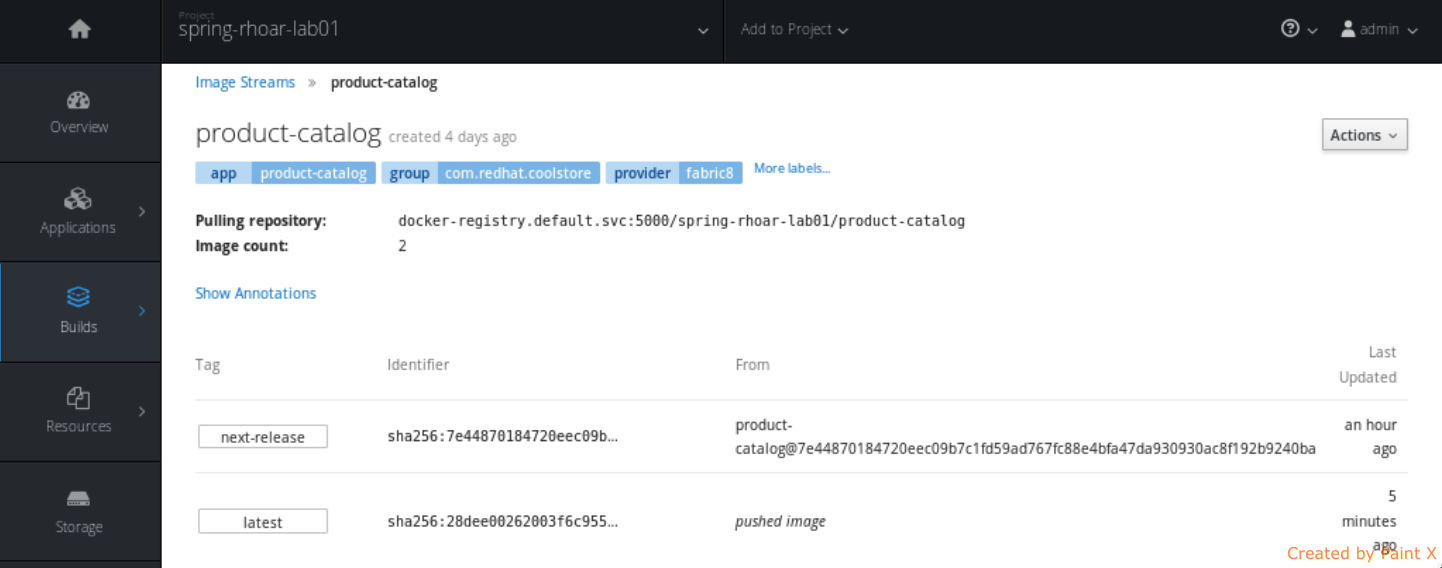 Project
spring-rhoar-lab01
Add to Project
admin
Overview
Applications
Builds
Resources
Storage
Image Streams » product-catalog
product-catalog created 4 days ago
Actions
app product-catalog group com.redhat.coolstore provider fabric8 More labels...
Pulling repository: docker-registry.default.svc:5000/spring-rhoar-lab01/product-catalog
Image count: 2
Show Annotations
Tag Identifier From Last
Updated
next-release sha256:7e44870184720eec09b… product-
catalog@7e44870184720eec09b7c1fd59ad767fc88e4bfa47da930930ac8f192b9240ba
an hour
ago
latest sha256:28dee00262003f6c955… pushed image
5
minutes
ago
Created by Paint X